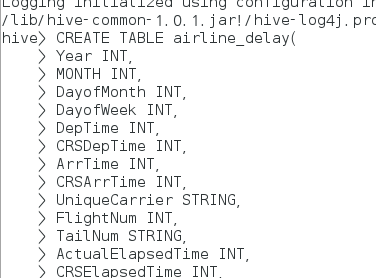 Logging initialized using configuration in
/lib/hive-common-1.0.1.jar!/hive-log4j.pro
hive> CREATE TABLE airline_delay(
> Year INT,
> MONTH INT,
> DayofMonth INT,
> DayofWeek INT,
> DepTime INT,
> CRSDepTime INT,
> ArrTime INT,
> CRSArrTime INT,
> UniqueCarrier STRING,
> FlightNum INT,
> TailNum STRING,
> ActualElapsedTime INT,
> CRSElapsedTime INT,